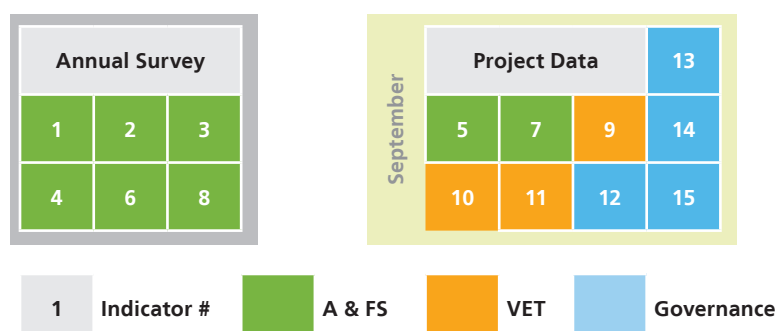 Annual Survey
1 2 3
4 6 8
September
Project Data 13
5 7 9 14
10 11 12 15
1 Indicator # A & FS VET Governance